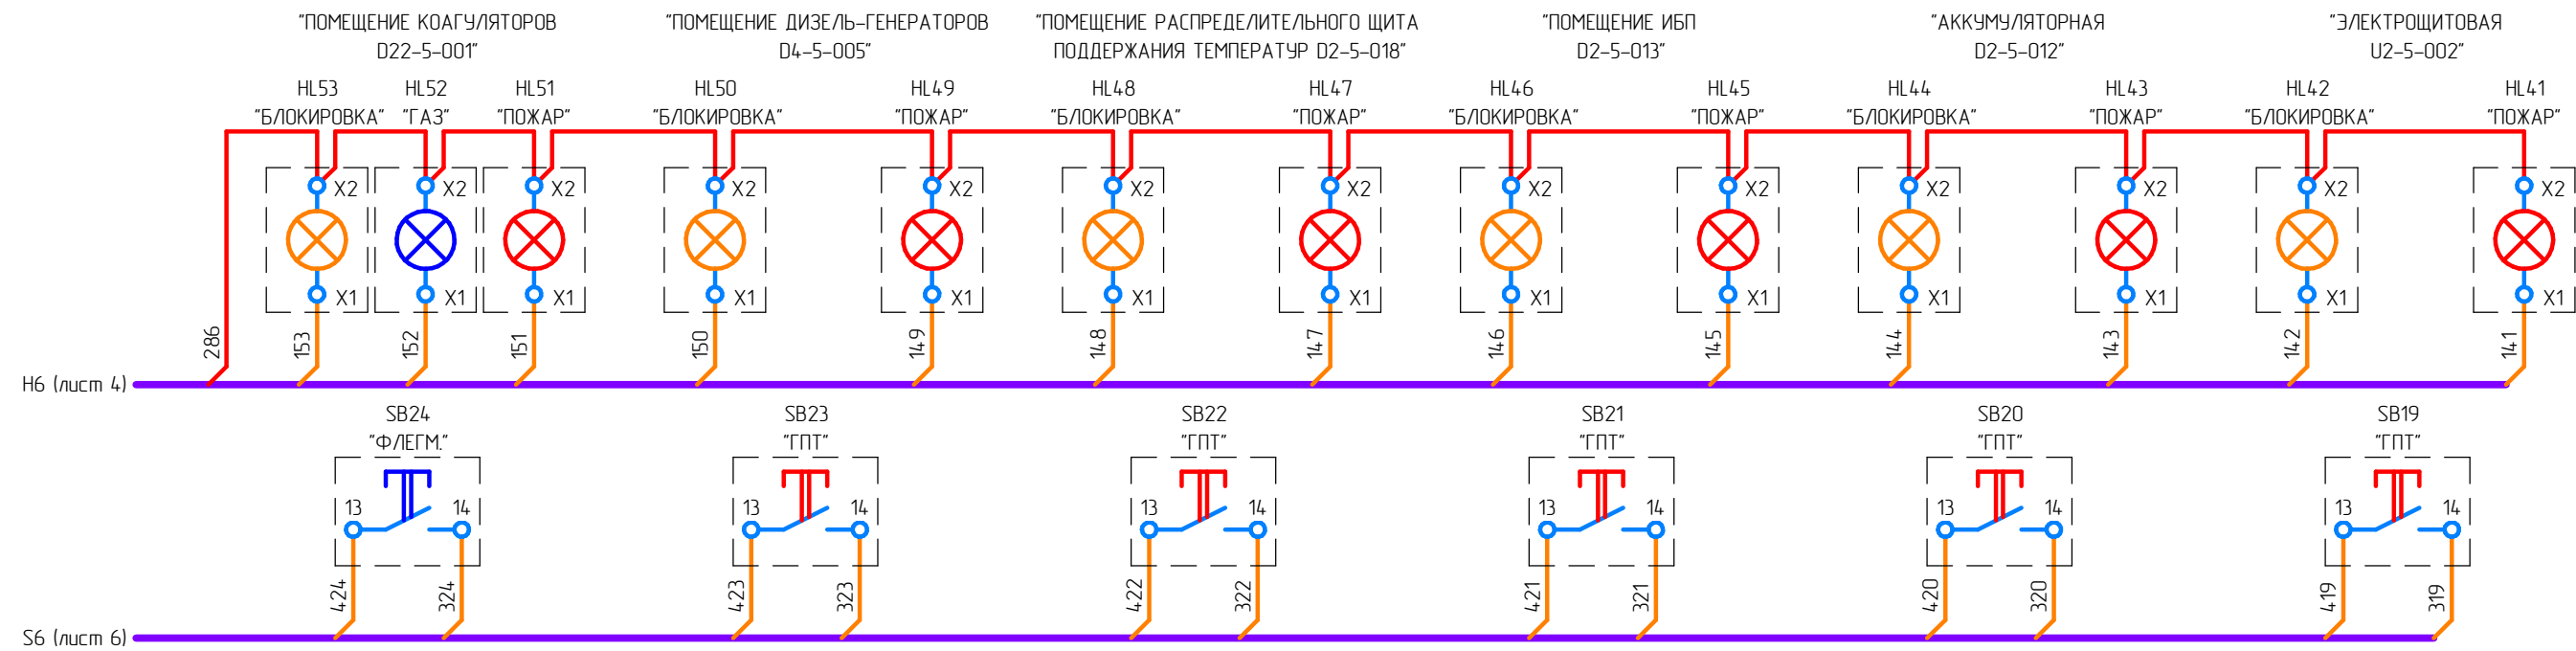 "ПОМЕЩЕНИЕ КОАГУЛЯТОРОВ
D22-5-001"
"ПОМЕЩЕНИЕ ДИЗЕЛЬ-ГЕНЕРАТОРОВ
D4-5-005"
"ПОМЕЩЕНИЕ РАСПРЕДЕЛИТЕЛЬНОГО ЩИТА
ПОДДЕРЖАНИЯ ТЕМПЕРАТУР D2-5-018"
"ПОМЕЩЕНИЕ ИБП
D2-5-013"
"АККУМУЛЯТОРНАЯ
D2-5-012"
"ЭЛЕКТРОЩИТОВАЯ
U2-5-002"
HL53
"БЛОКИРОВКА"
HL52
"ГАЗ"
HL51
"ПОЖАР"
HL50
"БЛОКИРОВКА"
HL49
"ПОЖАР"
HL48
"БЛОКИРОВКА"
HL47
"ПОЖАР"
HL46
"БЛОКИРОВКА"
HL45
"ПОЖАР"
HL44
"БЛОКИРОВКА"
HL43
"ПОЖАР"
HL42
"БЛОКИРОВКА"
HL41
"ПОЖАР"
X2 X2 X2 X2 X2 X2 X2 X2 X2 X2 X2 X2 X2
X1 X1 X1 X1 X1 X1 X1 X1 X1 X1 X1 X1 X1
286 153 152 151 150 149 148 147 146 145 144 143 142 141
H6 (лист 4)
SB24
"ФЛЕГМ."
SB23
"ГПТ"
SB22
"ГПТ"
SB21
"ГПТ"
SB20
"ГПТ"
SB19
"ГПТ"
13 14 13 14 13 14 13 14 13 14 13 14
424 324 423 323 422 322 421 321 420 320 419 319
S6 (лист 6)